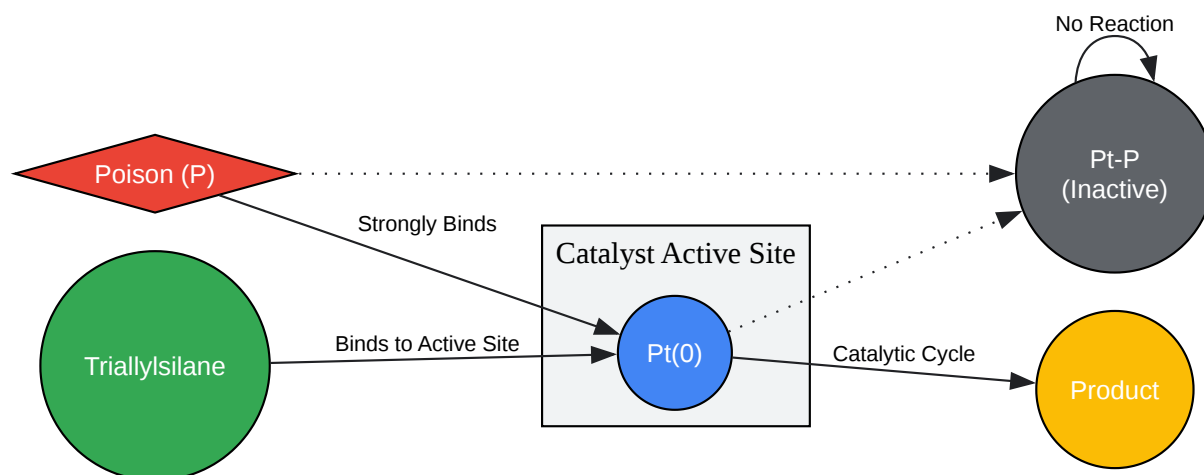 No Reaction
Poison (P)
Pt-P
(Inactive)
Strongly Binds
Catalyst Active Site
Triallylsilane
Binds to Active Site
Pt(0)
Catalytic Cycle
Product